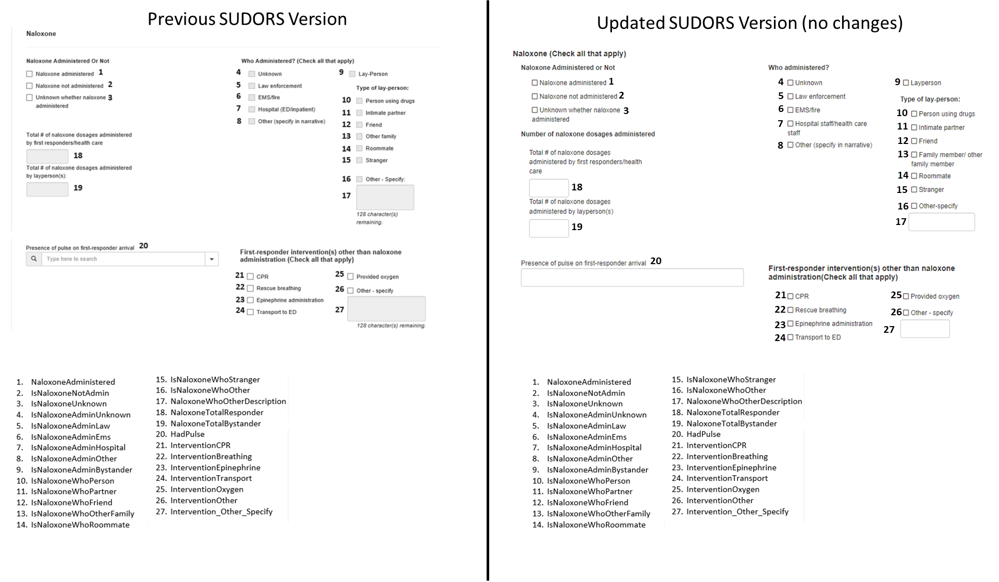 Previous SUDORS Version
Naloxone
Naloxone Administered Or Not
Naloxone administered 1
Naloxone not administered 2
Unknown whether naloxone 3
administered
Total # of naloxone dosages administered
by first responders/health care
18
Total # of naloxone dosages administered
by layperson(s):
19
Who Administered? (Check all that apply)
4 Unknown
5 Law enforcement
6 EMS/fire
7 Hospital (ED/inpatient)
8 Other (specify in narrative)
9 Lay-Person
Type of lay-person:
10 Person using drugs
11 Intimate partner
12 Friend
13 Other family
14 Roommate
15 Stranger
16 Other - Specify:
17
128 character(s)
remaining.
Presence of pulse on first-responder arrival 20
Type here to search
First-responder intervention(s) other than naloxone
administration (Check all that apply)
21 CPR
22 Rescue breathing
23 Epinephrine administration
24 Transport to ED
25 Provided oxygen
26 Other - specify
27
128 character(s) remaining.
1. NaloxoneAdministered
2. IsNaloxoneNotAdmin
3. IsNaloxoneUnknown
4. IsNaloxoneAdminUnknown
5. IsNaloxoneAdminLaw
6. IsNaloxoneAdminEms
7. IsNaloxoneAdminHospital
8. IsNaloxoneAdminOther
9. IsNaloxoneAdminBystander
10. IsNaloxoneWhoPerson
11. IsNaloxoneWhoPartner
12. IsNaloxoneWhoFriend
13. IsNaloxoneWhoOtherFamily
14. IsNaloxoneWhoRoommate
15. IsNaloxoneWhoStranger
16. IsNaloxoneWhoOther
17. NaloxoneWhoOtherDescription
18. NaloxoneTotalResponder
19. NaloxoneTotalBystander
20. HadPulse
21. InterventionCPR
22. InterventionBreathing
23. InterventionEpinephrine
24. InterventionTransport
25. InterventionOxygen
26. InterventionOther
27. Intervention_Other_Specify
Updated SUDORS Version (no changes)
Naloxone (Check all that apply)
Naloxone Administered or Not
Naloxone administered 1
Naloxone not administered 2
Unknown whether naloxone 3
administered
Number of naloxone dosages administered
Total # of naloxone dosages
administered by first responders/health
care
18
Total # of naloxone dosages
administered by layperson(s)
19
Who administered?
4 Unknown
5 Law enforcement
6 EMS/fire
7 Hospital staff/health care
staff
8 Other (specify in narrative)
9 Layperson
Type of lay-person:
10 Person using drugs
11 Intimate partner
12 Friend
13 Family member/ other
family member
14 Roommate
15 Stranger
16 Other-specify
17
Presence of pulse on first-responder arrival 20
First-responder intervention(s) other than naloxone
administration(Check all that apply)
21 CPR
22 Rescue breathing
23 Epinephrine administration
24 Transport to ED
25 Provided oxygen
26 Other - specify
27
1. NaloxoneAdministered
2. IsNaloxoneNotAdmin
3. IsNaloxoneUnknown
4. IsNaloxoneAdminUnknown
5. IsNaloxoneAdminLaw
6. IsNaloxoneAdminEms
7. IsNaloxoneAdminHospital
8. IsNaloxoneAdminOther
9. IsNaloxoneAdminBystander
10. IsNaloxoneWhoPerson
11. IsNaloxoneWhoPartner
12. IsNaloxoneWhoFriend
13. IsNaloxoneWhoOtherFamily
14. IsNaloxoneWhoRoommate
15. IsNaloxoneWhoStranger
16. IsNaloxoneWhoOther
17. NaloxoneWhoOtherDescription
18. NaloxoneTotalResponder
19. NaloxoneTotalBystander
20. HadPulse
21. InterventionCPR
22. InterventionBreathing
23. InterventionEpinephrine
24. InterventionTransport
25. InterventionOxygen
26. InterventionOther
27. Intervention_Other_Specify